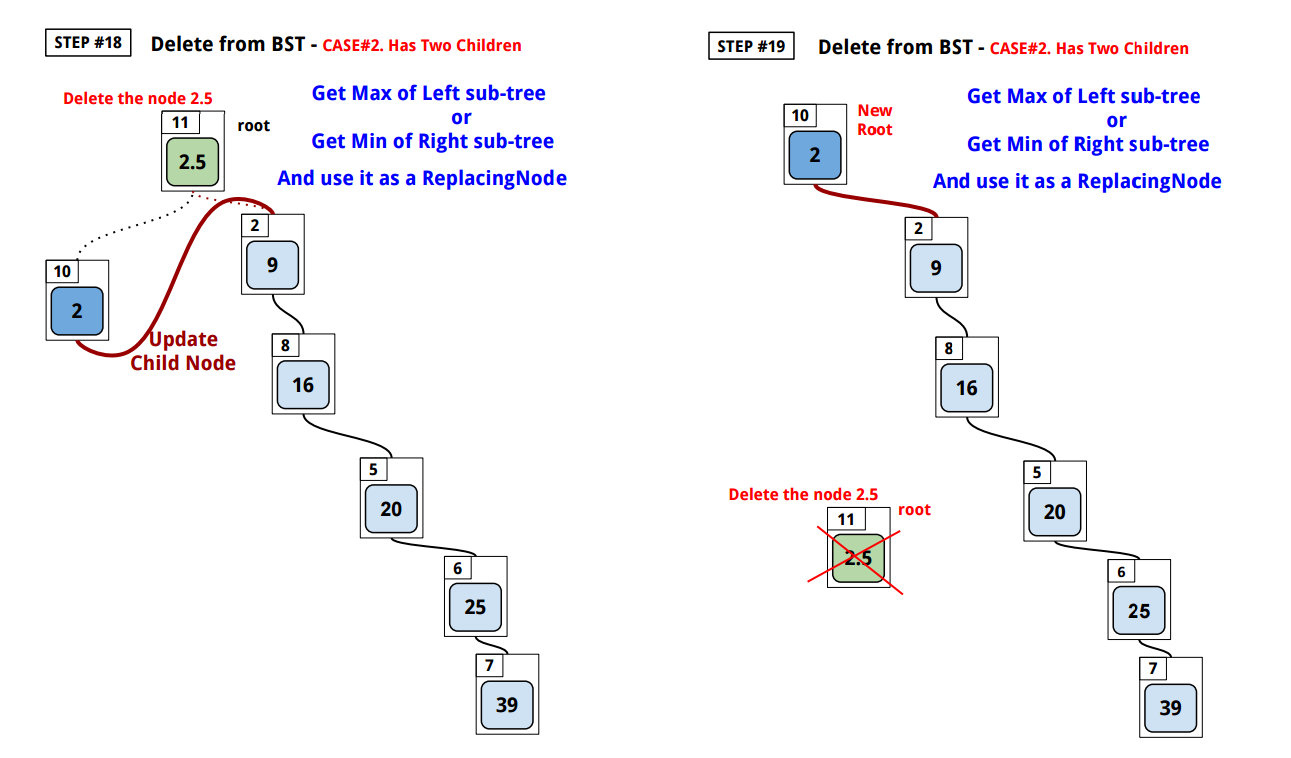 STEP #18
Delete from BST - CASE#2. Has Two Children
Delete the node 2.5
Get Max of Left sub-tree
or
Get Min of Right sub-tree
And use it as a ReplacingNode
11
root
2.5
2
9
10
2
Update
Child Node
8
16
5
20
6
25
7
39
STEP #19
Delete from BST - CASE#2. Has Two Children
Get Max of Left sub-tree
or
Get Min of Right sub-tree
And use it as a ReplacingNode
10
New
Root
2
2
9
8
16
5
20
Delete the node 2.5
root
11
2.5
6
25
7
39